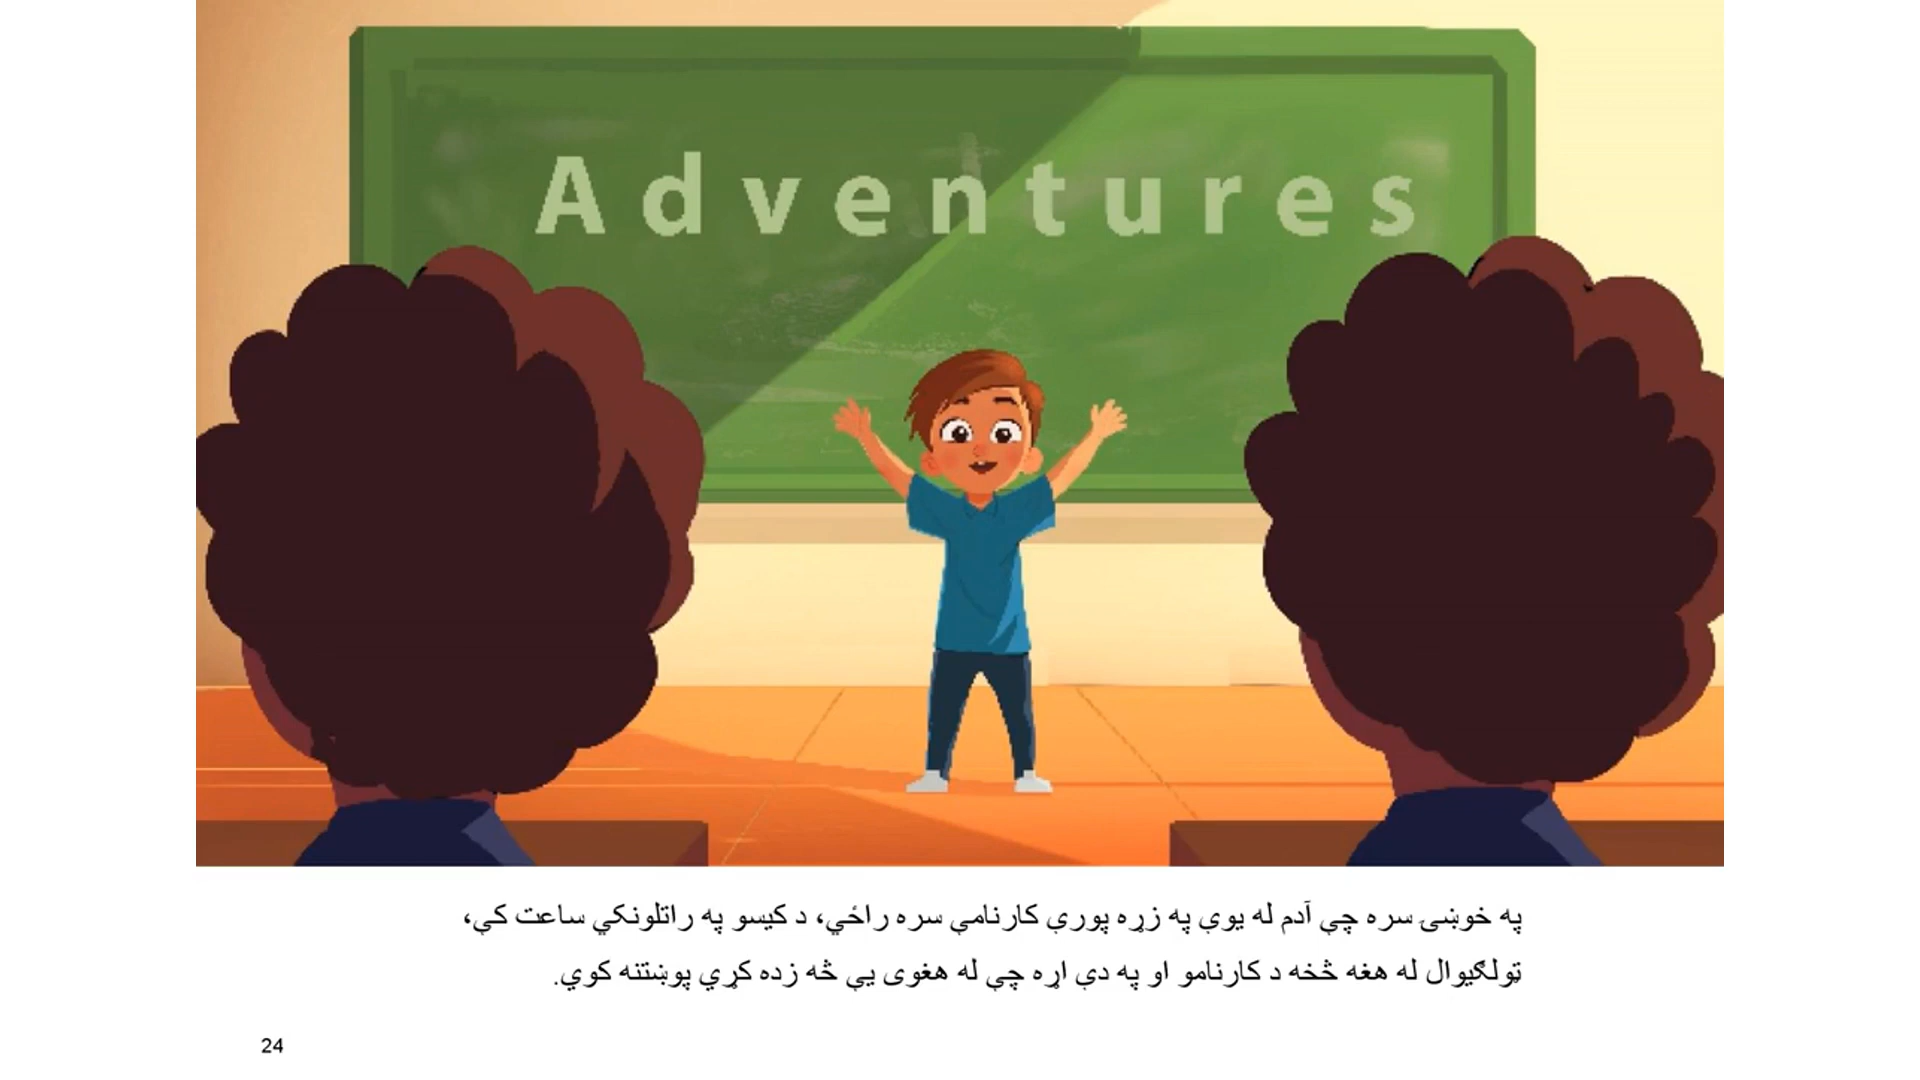 Adventures
په خوښۍ سره چې آدم له یوې په زړه پورې کارنامې سره راځي، د کیسو په راتلونکي ساعت کې،
ټولګیوال له هغه څخه د کارنامو او په دې اړه چې له هغوی یې څه زده کړي پوښتنه کوي.
24